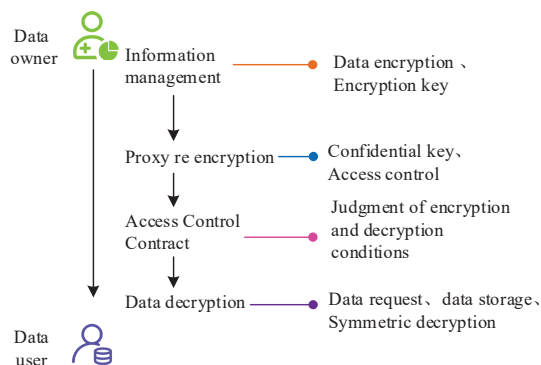 Data
owner
Information
management
Data encryption 、
Encryption key
Proxy re encryption
Confidential key、
Access control
Access Control
Contract
Judgment of encryption
and decryption
conditions
Data decryption
Data request、data storage、
Symmetric decryption
Data
user